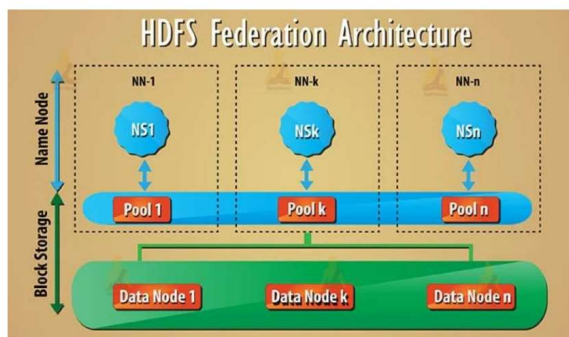 HDFS Federation Architecture
NN-1
NN-k
NN-n
Name Node
NS1
NSk
NSn
Pool 1
Pool k
Pool n
Block Storage
Data Node 1
Data Node k
Data Node n